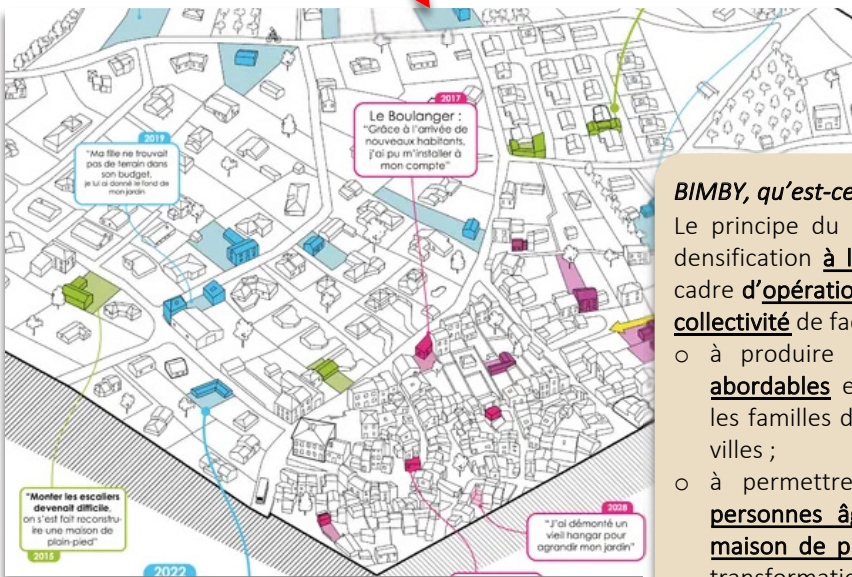 2017
Le Boulanger :
"Grâce à l'arrivée de
nouveaux habitants,
j'ai pu m'installer à
mon compte"
2019
"Ma fille ne trouvait
pas de terrain dans
son budget,
je lui ai donné le fond de
mon jardin
"Monter les escaliers
devenait difficile,
on s'est fait reconstru-
ire une maison de
plain-pied"
2015
2022
2028
"J'ai démonté un
vieil hangar pour
agrandir mon jardin"
BIMBY, qu'est-ce
Le principe du
densification à l
cadre d'opératio
collectivité de fa
o à produire
abordables e
les familles d
villes ;
o à permettre
personnes âg
maison de p
transformatio